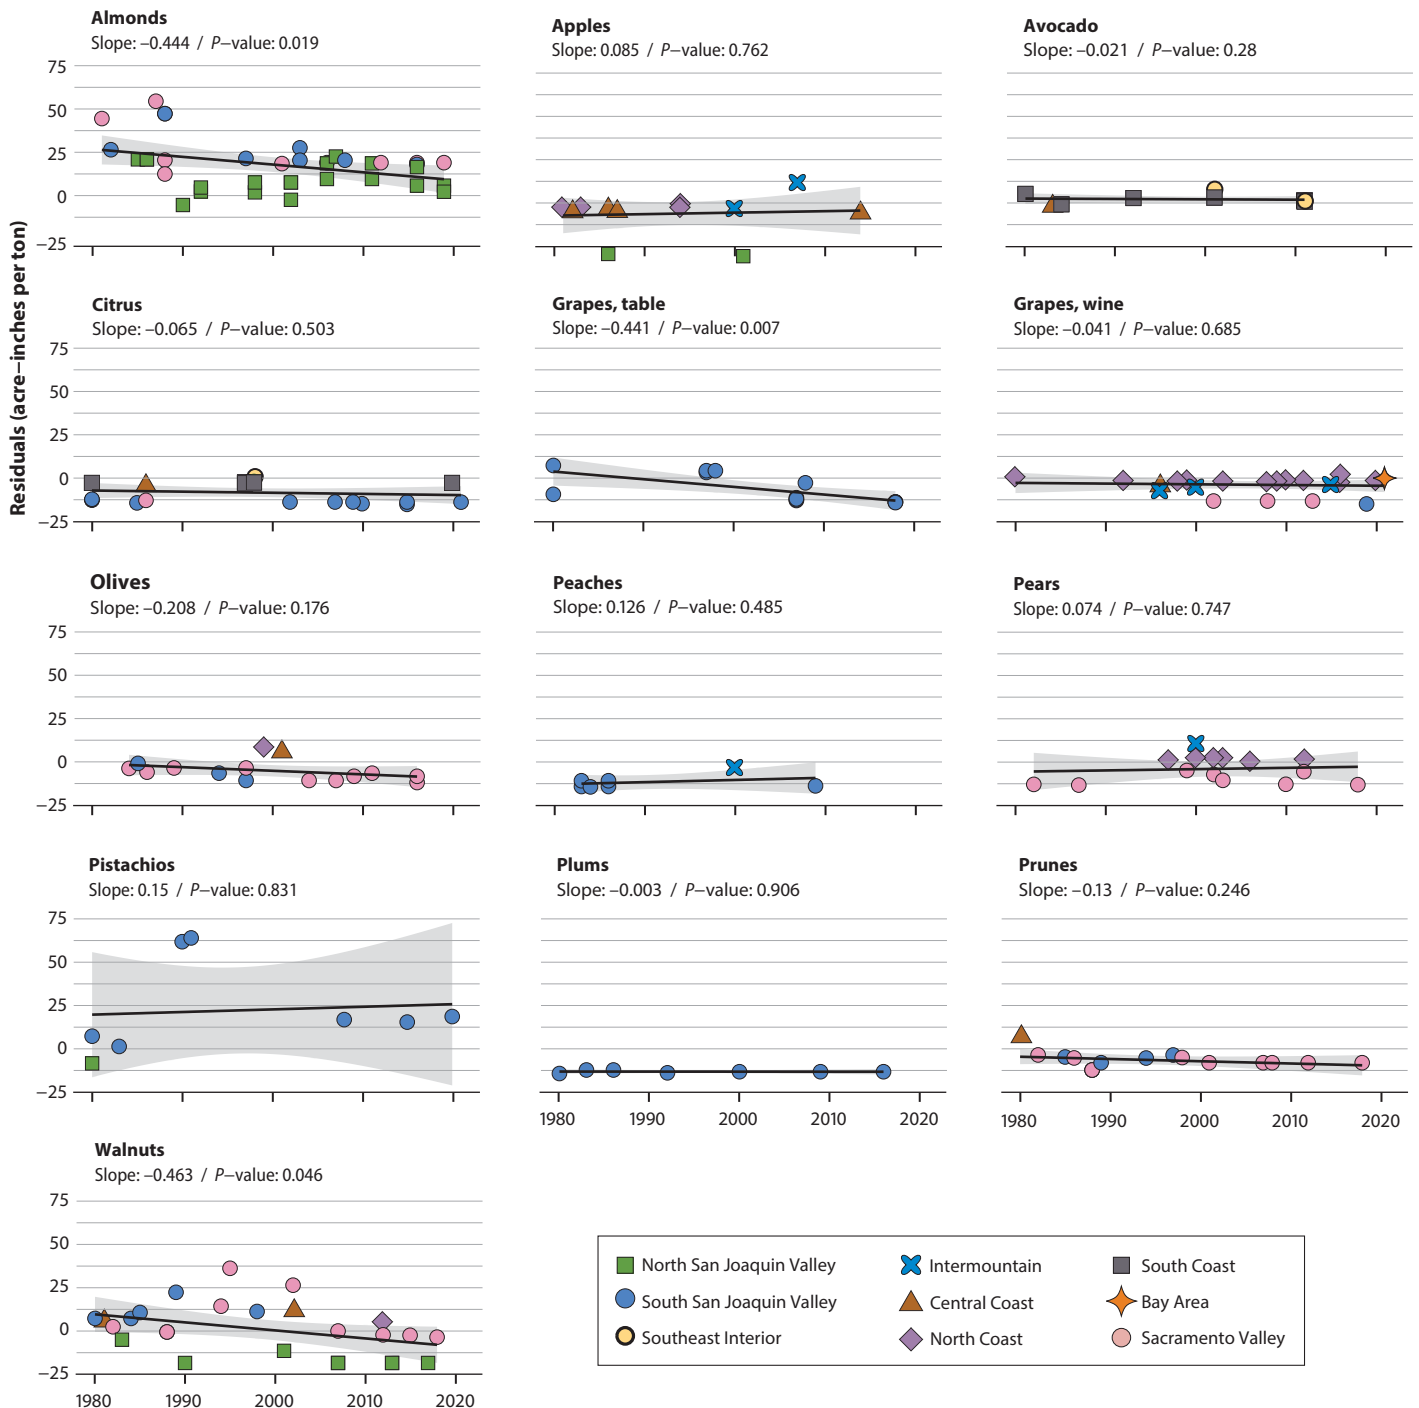 Almonds
Slope: –0.444 / P–value: 0.019
Apples
Slope: 0.085 / P–value: 0.762
Avocado
Slope: –0.021 / P–value: 0.28
75
50
25
0
–25
Residuals (acre–inches per ton)
Citrus
Slope: –0.065 / P–value: 0.503
Grapes, table
Slope: –0.441 / P–value: 0.007
Grapes, wine
Slope: –0.041 / P–value: 0.685
75
50
25
0
–25
Olives
Slope: –0.208 / P–value: 0.176
Peaches
Slope: 0.126 / P–value: 0.485
Pears
Slope: 0.074 / P–value: 0.747
75
50
25
0
–25
Pistachios
Slope: 0.15 / P–value: 0.831
Plums
Slope: –0.003 / P–value: 0.906
Prunes
Slope: –0.13 / P–value: 0.246
75
50
25
0
–25
1980 1990 2000 2010 2020
1980 1990 2000 2010 2020
Walnuts
Slope: –0.463 / P–value: 0.046
75
50
25
0
–25
1980 1990 2000 2010 2020
North San Joaquin Valley
Intermountain
South Coast
South San Joaquin Valley
Central Coast
Bay Area
Southeast Interior
North Coast
Sacramento Valley